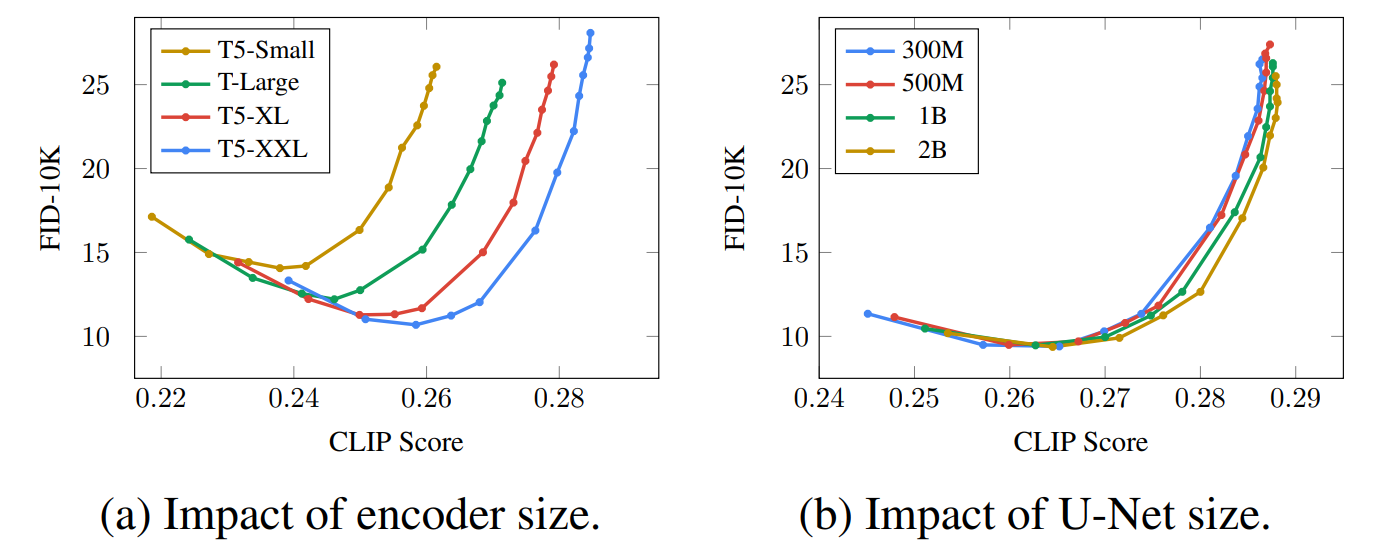 T5-Small
T-Large
T5-XL
T5-XXL
25
20
15
10
FID-10K
0.22 0.24 0.26 0.28
CLIP Score
(a) Impact of encoder size.
300M
500M
1B
2B
25
20
15
10
FID-10K
0.24 0.25 0.26 0.27 0.28 0.29
CLIP Score
(b) Impact of U-Net size.